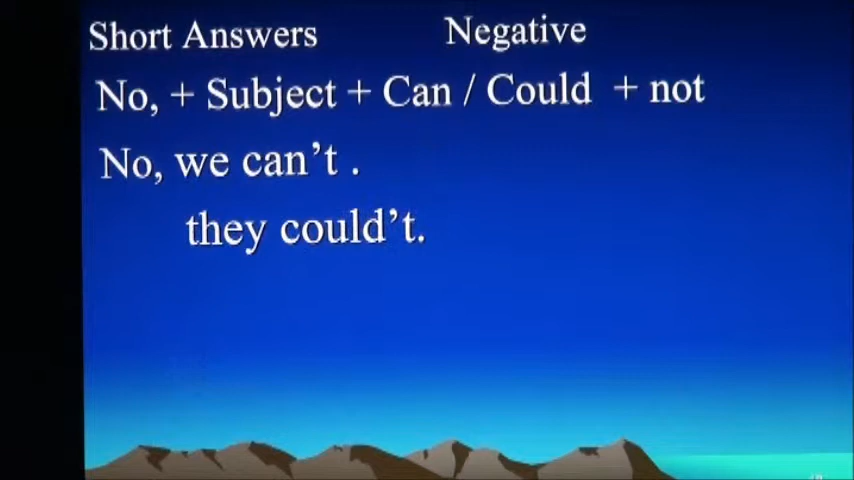 Short Answers Negative
No, + Subject + Can / Could + not
No, we can't .
they could't.